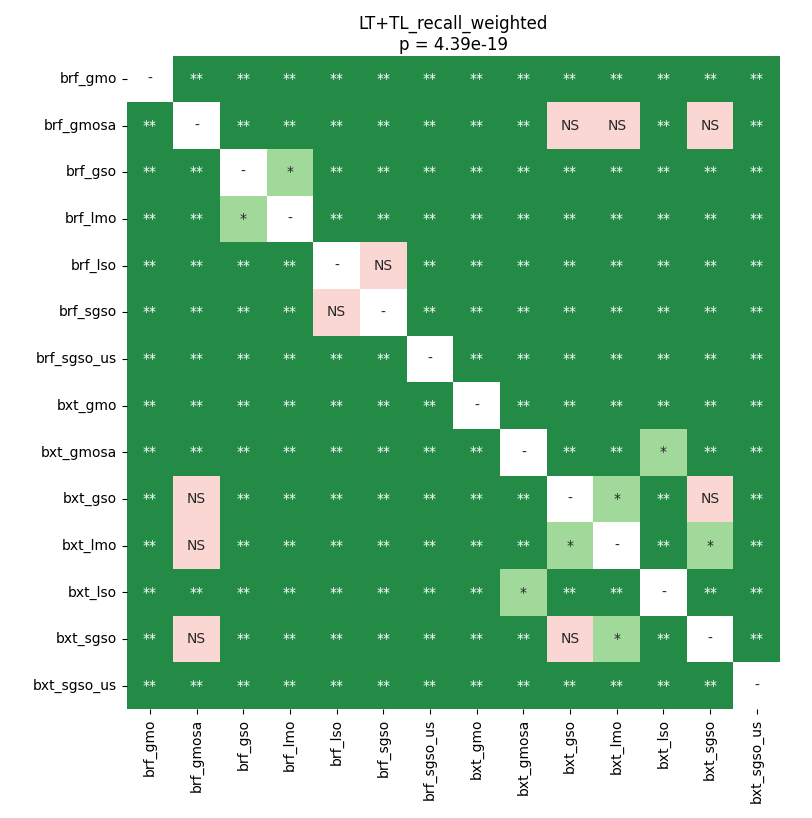 LT+TL_recall_weighted
p = 4.39e-19
brf_gmo - ** ** ** ** ** ** ** ** ** ** ** ** **
brf_gmosa ** - ** ** ** ** ** ** ** NS NS ** NS **
brf_gso ** ** - * ** ** ** ** ** ** ** ** ** **
brf_lmo ** ** * - ** ** ** ** ** ** ** ** ** **
brf_lso ** ** ** ** - NS ** ** ** ** ** ** ** **
brf_sgso ** ** ** ** NS - ** ** ** ** ** ** ** **
brf_sgso_us ** ** ** ** ** ** - ** ** ** ** ** ** **
bxt_gmo ** ** ** ** ** ** ** - ** ** ** ** ** **
bxt_gmosa ** ** ** ** ** ** ** ** - ** ** * ** **
bxt_gso ** NS ** ** ** ** ** ** ** - * ** NS **
bxt_lmo ** NS ** ** ** ** ** ** ** * - ** * **
bxt_lso ** ** ** ** ** ** ** ** * ** ** - ** **
bxt_sgso ** NS ** ** ** ** ** ** ** NS * ** - **
bxt_sgso_us ** ** ** ** ** ** ** ** ** ** ** ** ** -
brf_gmo brf_gmosa brf_gso brf_lmo brf_lso brf_sgso brf_sgso_us bxt_gmo bxt_gmosa bxt_gso bxt_lmo bxt_lso bxt_sgso bxt_sgso_us